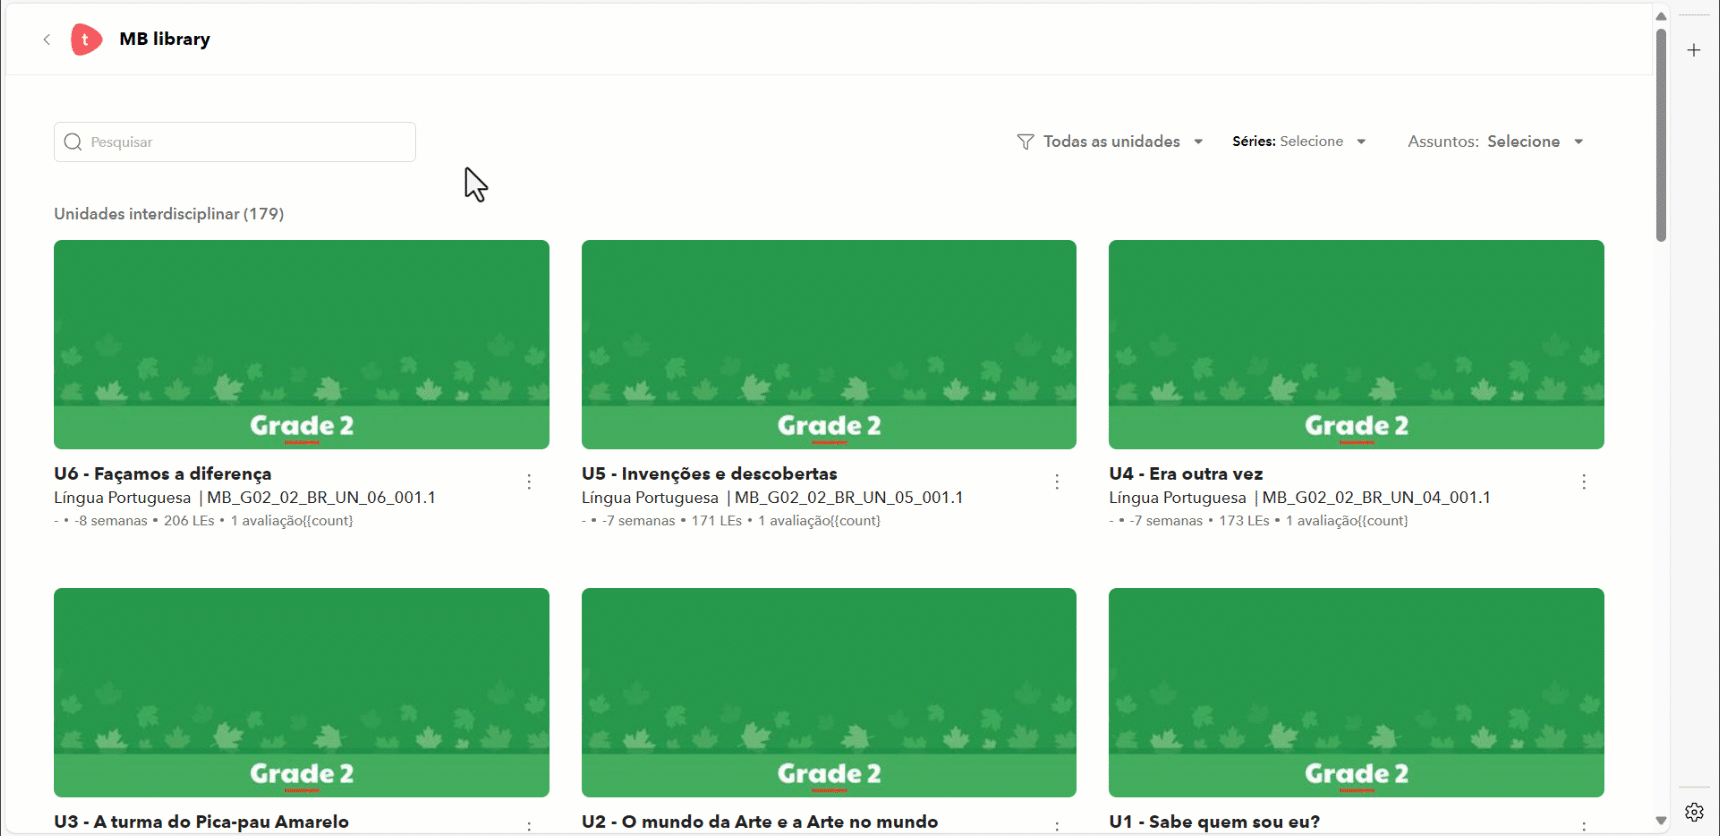 t MB library
Pesquisar
Todas as unidades
Séries: Selecione
Assuntos: Selecione
Unidades interdisciplinar (179)
Grade 2
Grade 2
Grade 2
U6 - Façamos a diferença
Língua Portuguesa | MB_G02_02_BR_UN_06_001.1
- • -8 semanas • 206 LEs • 1 avaliação{{count}
U5 - Invenções e descobertas
Língua Portuguesa | MB_G02_02_BR_UN_05_001.1
- • -7 semanas • 171 LEs • 1 avaliação{{count}
U4 - Era outra vez
Língua Portuguesa | MB_G02_02_BR_UN_04_001.1
- • -7 semanas • 173 LEs • 1 avaliação{{count}
Grade 2
Grade 2
Grade 2
U3 - A turma do Pica-pau Amarelo
U2 - O mundo da Arte e a Arte no mundo
U1 - Sabe quem sou eu?